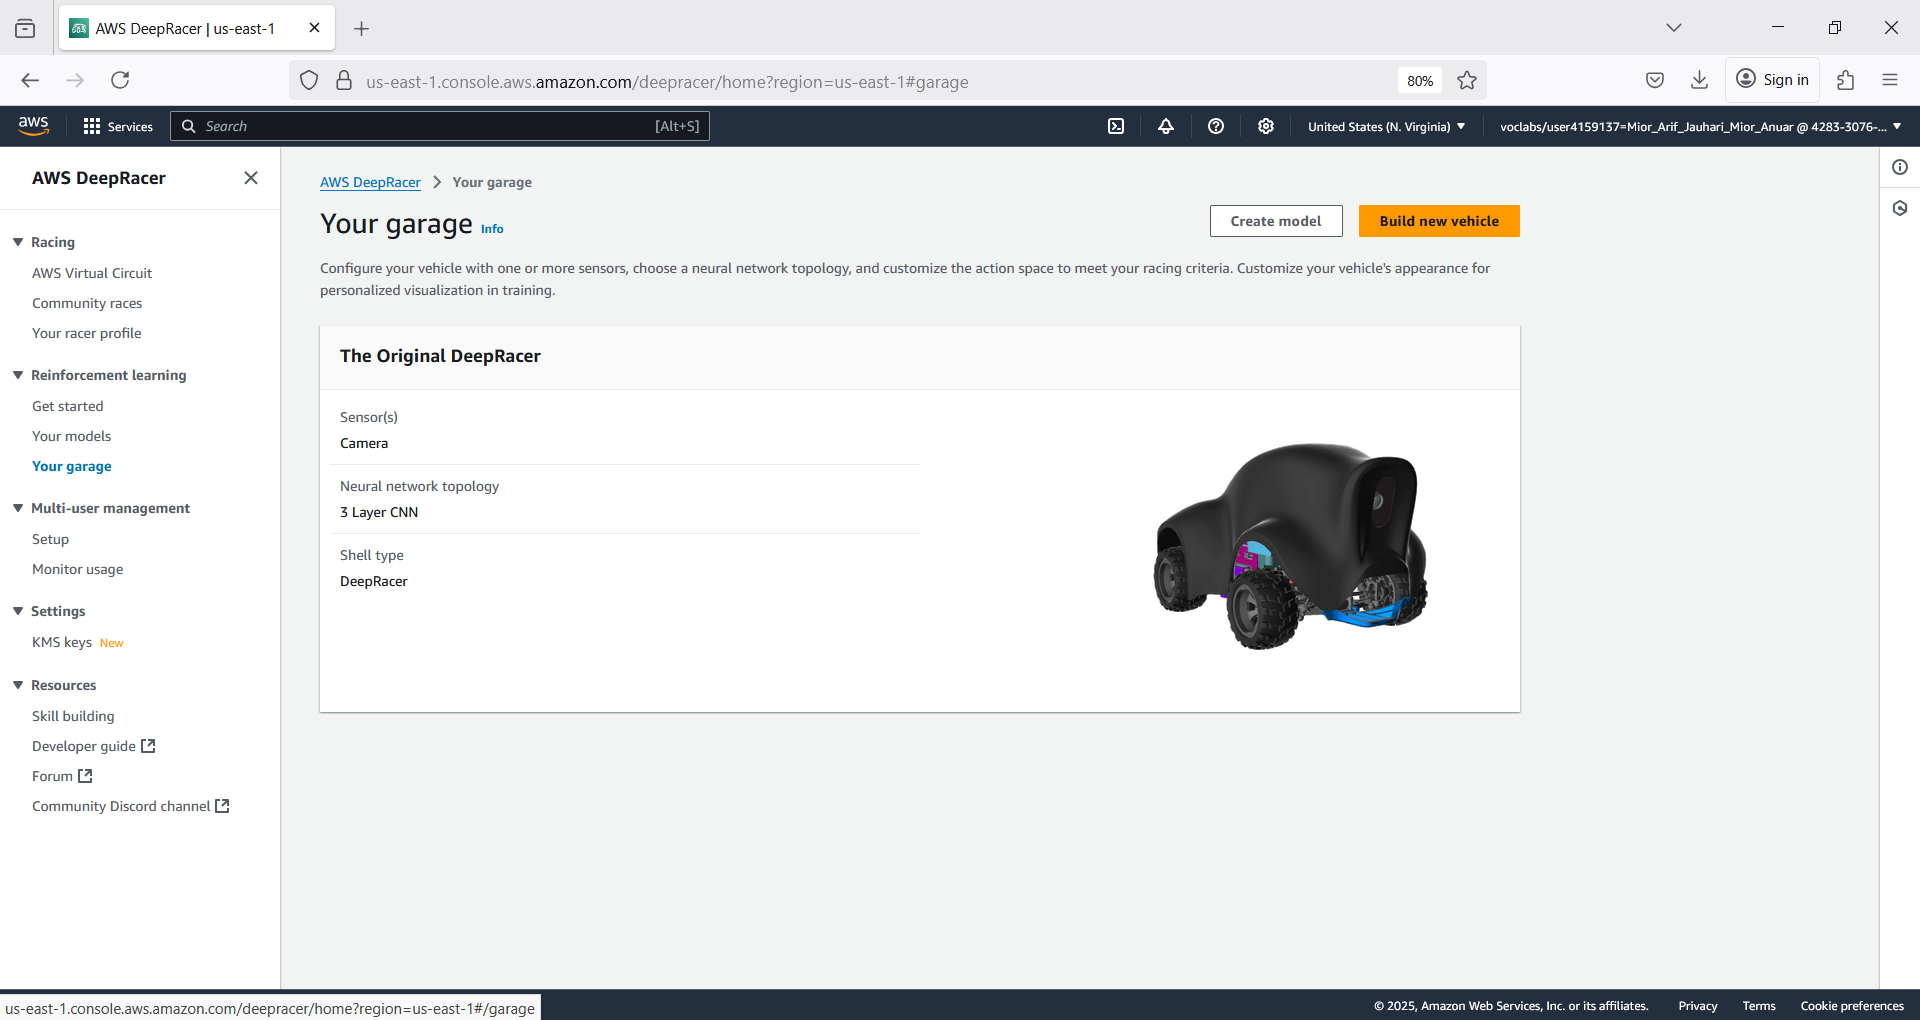 AWS DeepRacer | us-east-1
us-east-1.console.aws.amazon.com/deepracer/home?region=us-east-1#garage
80%
Sign in
aws
Services
Search
[Alt+S]
United States (N. Virginia)
voclabs/user4159137=Mior_Arif_Jauhari_Mior_Anuar @ 4283-3076-...
AWS DeepRacer
Racing
AWS Virtual Circuit
Community races
Your racer profile
Reinforcement learning
Get started
Your models
Your garage
Multi-user management
Setup
Monitor usage
Settings
KMS keys New
Resources
Skill building
Developer guide
Forum
Community Discord channel
AWS DeepRacer > Your garage
Your garage Info
Create model
Build new vehicle
Configure your vehicle with one or more sensors, choose a neural network topology, and customize the action space to meet your racing criteria. Customize your vehicle's appearance for
personalized visualization in training.
The Original DeepRacer
Sensor(s)
Camera
Neural network topology
3 Layer CNN
Shell type
DeepRacer
us-east-1.console.aws.amazon.com/deepracer/home?region=us-east-1#/garage
© 2025, Amazon Web Services, Inc. or its affiliates.
Privacy
Terms
Cookie preferences